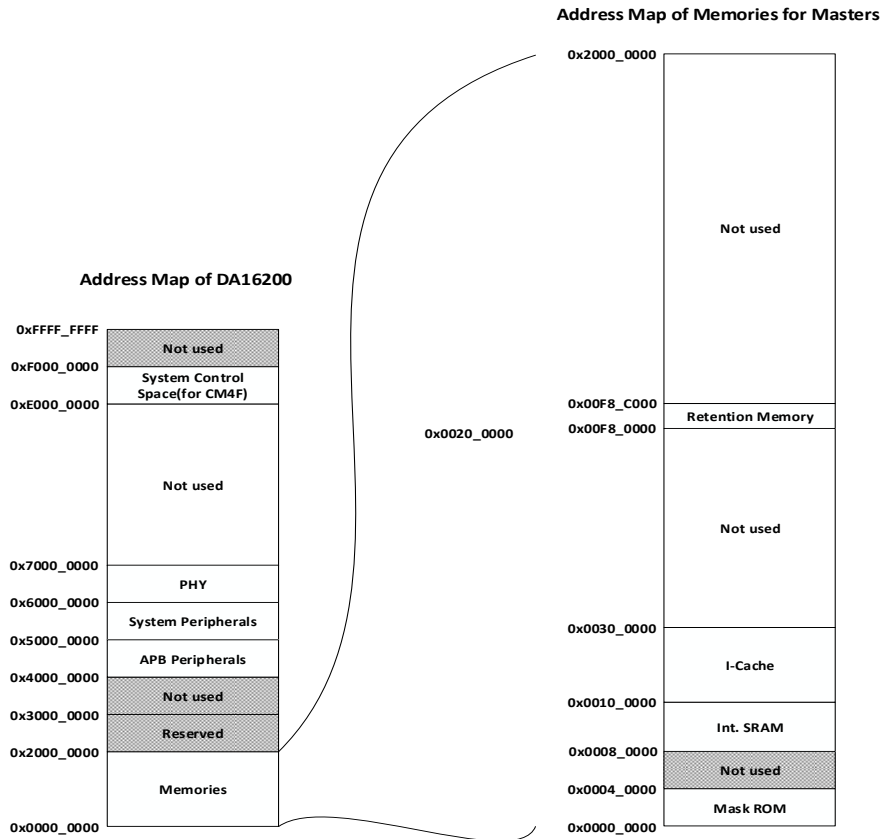 Address Map of Memories for Masters
0x2000_0000
Not used
0x00F8_C000
Retention Memory
0x00F8_0000
Not used
0x0030_0000
I-Cache
0x0010_0000
Int. SRAM
0x0008_0000
Not used
0x0004_0000
Mask ROM
0x0000_0000
0x0020_0000
Address Map of DA16200
0xFFFF_FFFF
Not used
0xF000_0000
System Control
Space(for CM4F)
0xE000_0000
Not used
0x7000_0000
PHY
0x6000_0000
System Peripherals
0x5000_0000
APB Peripherals
0x4000_0000
Not used
0x3000_0000
Reserved
0x2000_0000
Memories
0x0000_0000